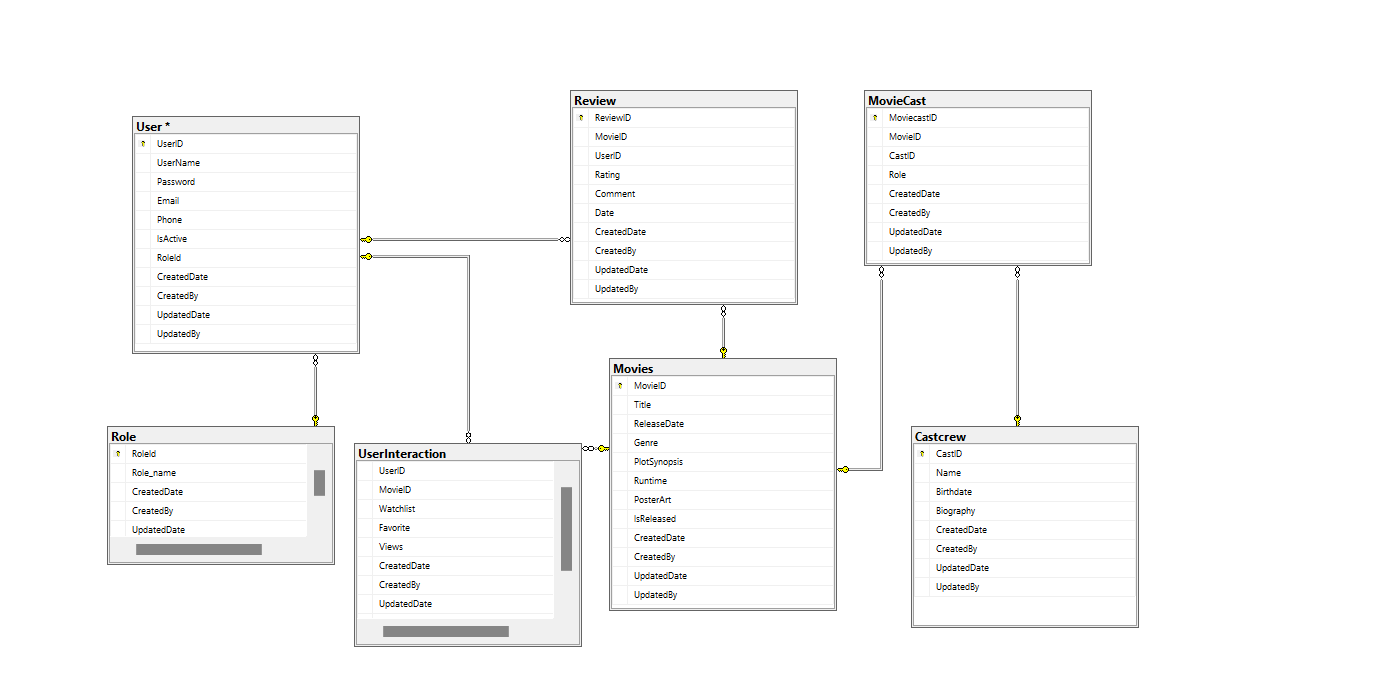 User *
UserID
UserName
Password
Email
Phone
IsActive
RoleId
CreatedDate
CreatedBy
UpdatedDate
UpdatedBy
Review
ReviewID
MovieID
UserID
Rating
Comment
Date
CreatedDate
CreatedBy
UpdatedDate
UpdatedBy
MovieCast
MoviecastID
MovieID
CastID
Role
CreatedDate
CreatedBy
UpdatedDate
UpdatedBy
Role
RoleId
Role_name
CreatedDate
CreatedBy
UpdatedDate
UserInteraction
UserID
MovieID
Watchlist
Favorite
Views
CreatedDate
CreatedBy
UpdatedDate
Movies
MovieID
Title
ReleaseDate
Genre
PlotSynopsis
Runtime
PosterArt
IsReleased
CreatedDate
CreatedBy
UpdatedDate
UpdatedBy
Castcrew
CastID
Name
Birthdate
Biography
CreatedDate
CreatedBy
UpdatedDate
UpdatedBy